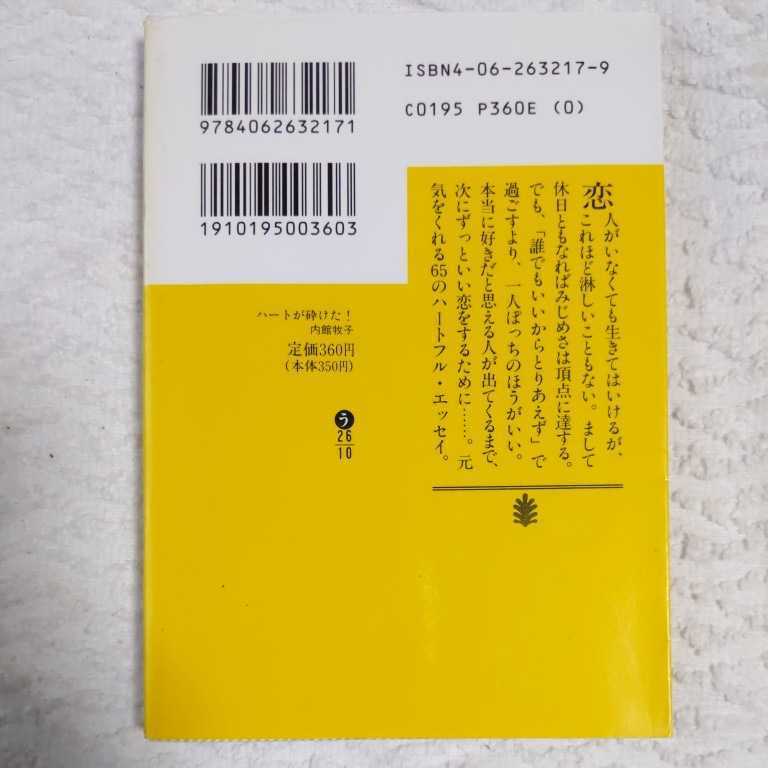 ISBN4-06-263217-9
C0195 P360E (0)
9784062632171
1910195003603
恋人がいなくても生きてはいけるが、
これほど淋しいこともない。まして
休日ともなればみじめさは頂点に達する。
でも、「誰でもいいからとりあえず」で
過ごすより、一人ぽっちのほうがいい。
本当に好きだと思える人が出てくるまで、
次にずっといい恋をするために……。元
気をくれる65のハートフル・エッセイ。
ハートが砕けた!
内館牧子
定価360円
(本体350円)
う
26
10